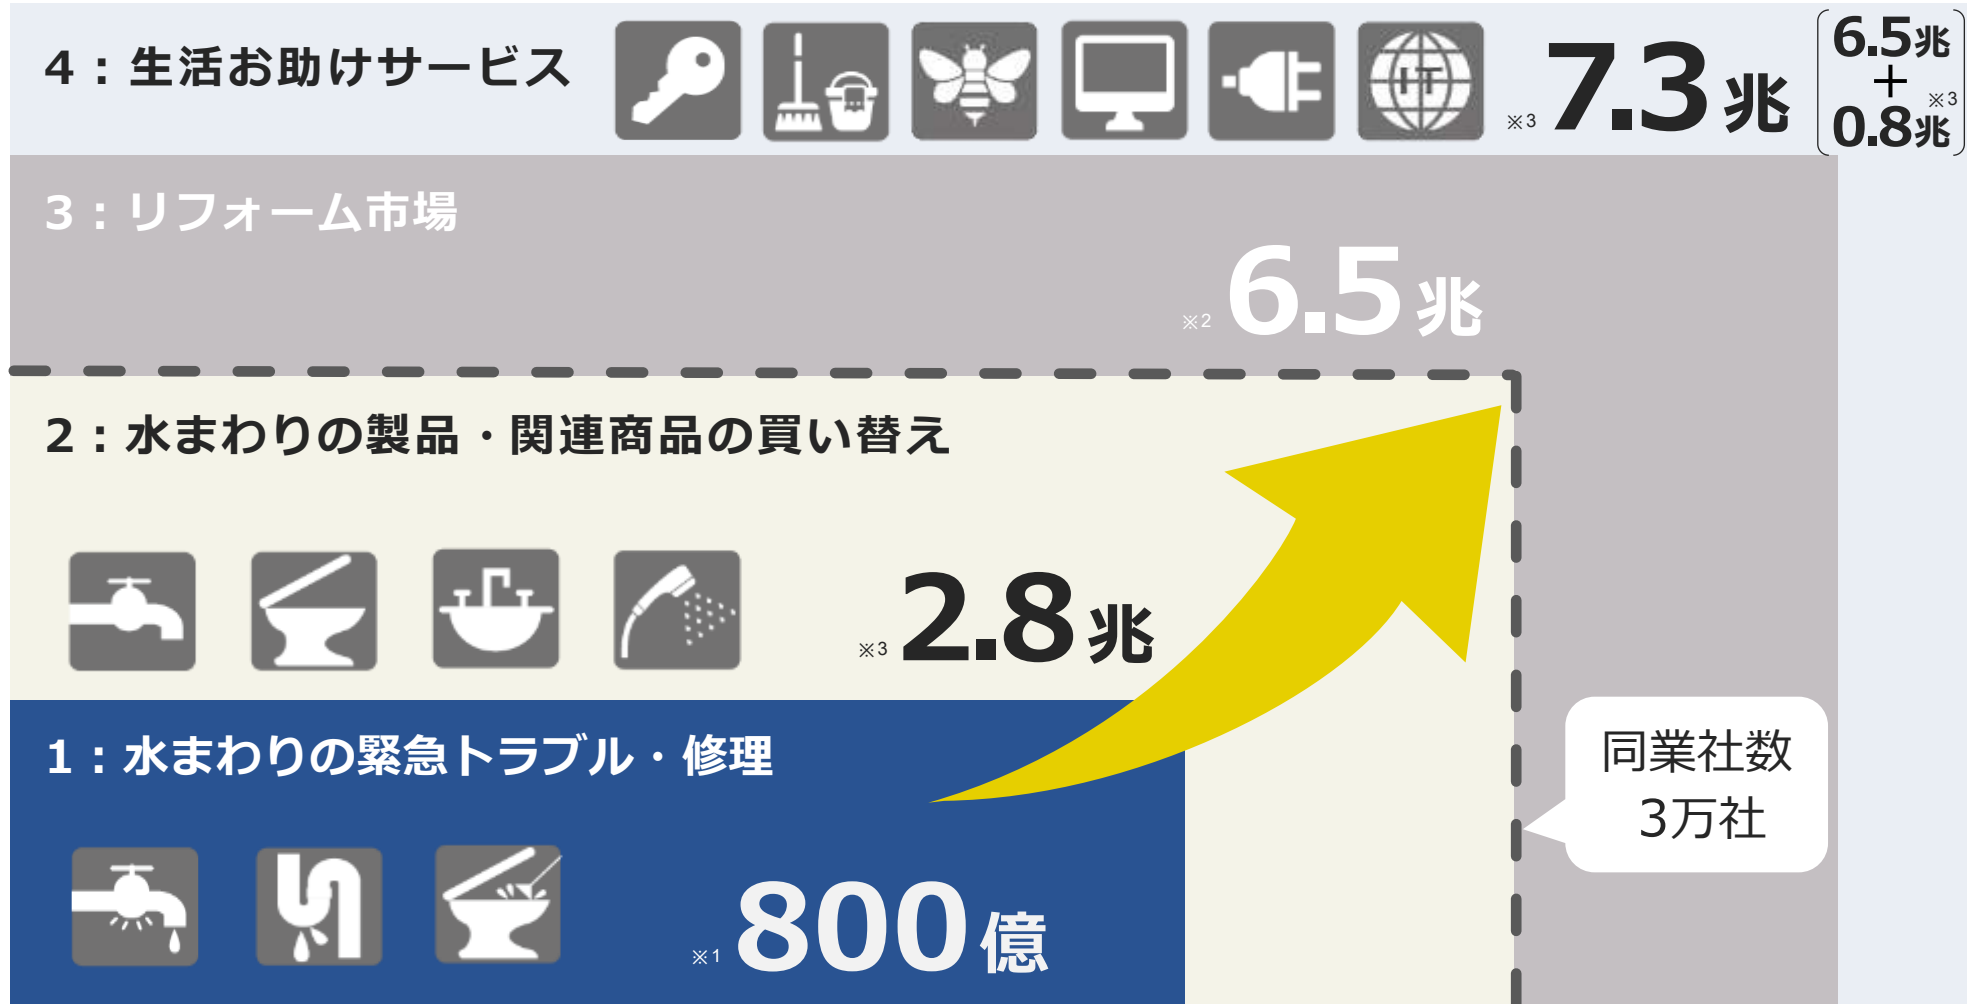 4：生活お助けサービス
IT
※3 7.3兆
6.5兆
＋
0.8兆 ※3
3：リフォーム市場
※2 6.5兆
2：水まわりの製品・関連商品の買い替え
※3 2.8兆
1：水まわりの緊急トラブル・修理
※1 800億
同業社数
3万社